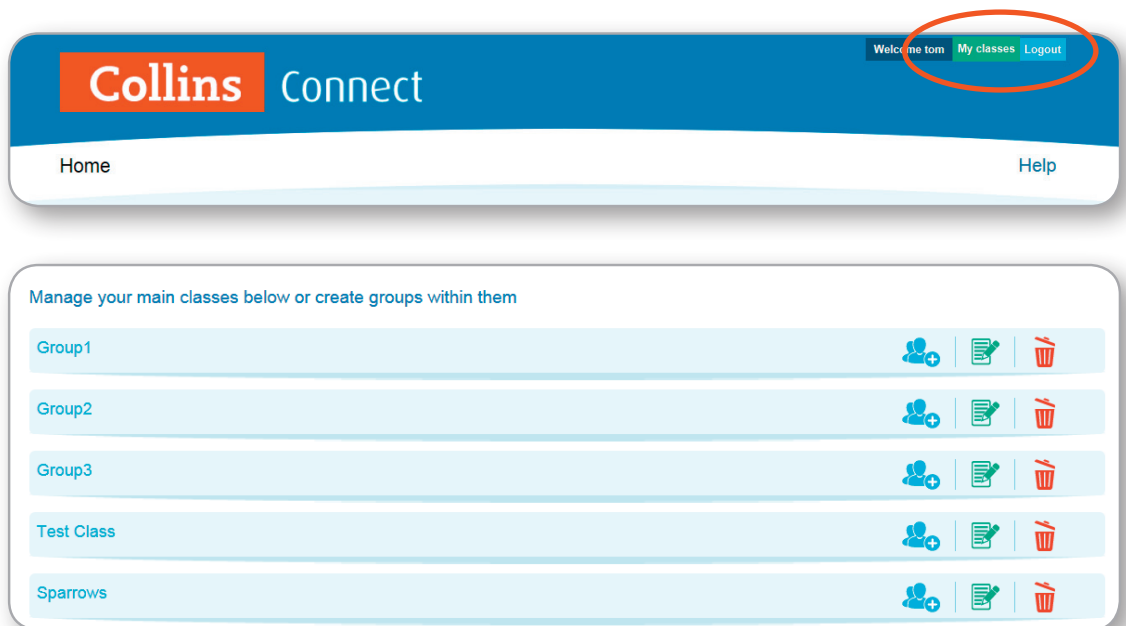 Welcome tom My classes Logout
Collins Connect
Home Help
Manage your main classes below or create groups within them
Group1
Group2
Group3
Test Class
Sparrows